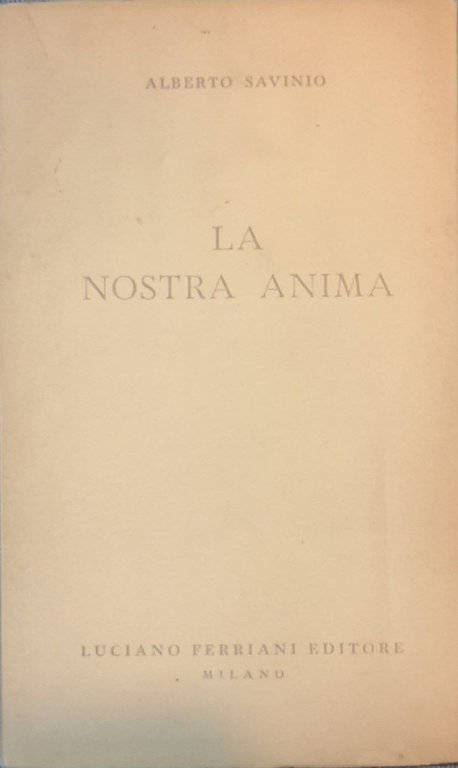 ALBERTO SAVINIO
LA
NOSTRA ANIMA
LUCIANO FERRIANI EDITORE
MILANO